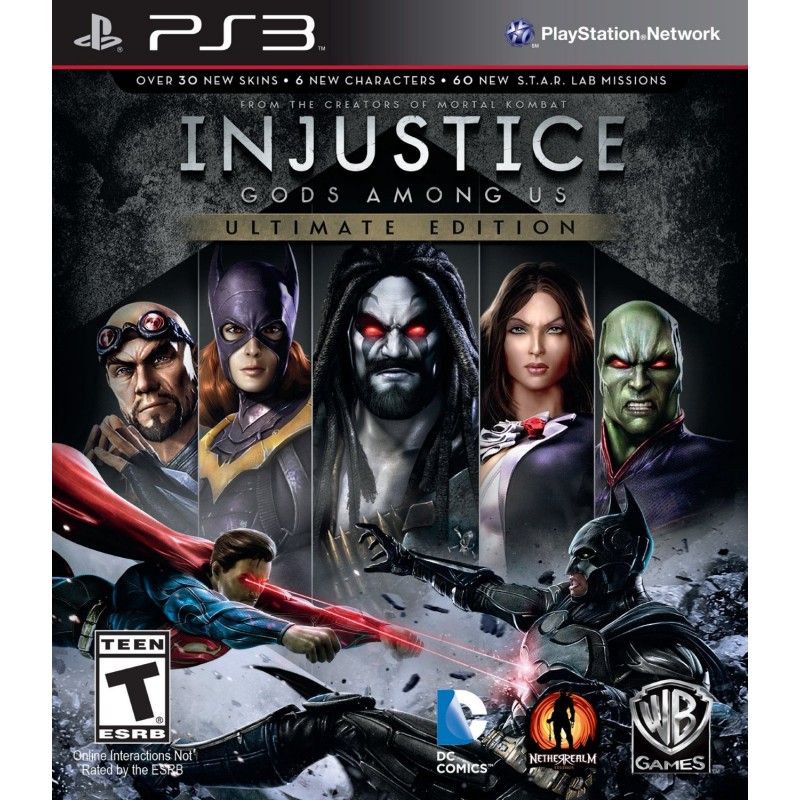 PS3™
PlayStation®Network
OVER 30 NEW SKINS • 6 NEW CHARACTERS • 60 NEW S.T.A.R. LAB MISSIONS
FROM THE CREATORS OF MORTAL KOMBAT
INJUSTICE
GODS AMONG US
ULTIMATE EDITION
TEEN
T
ESRB
Online Interactions Not
Rated by the ESRB
DC
COMICS™
NETHERREALM
WB
GAMES